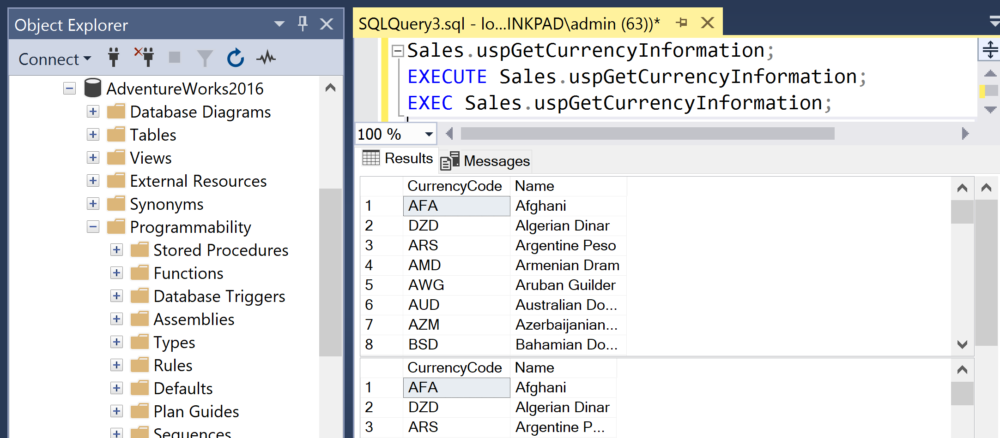 Object Explorer
Connect
AdventureWorks2016
Database Diagrams
Tables
Views
External Resources
Synonyms
Programmability
Stored Procedures
Functions
Database Triggers
Assemblies
Types
Rules
Defaults
Plan Guides
Sequences
SQLQuery3.sql - lo...INKPAD\admin (63))*
Sales.uspGetCurrencyInformation;
EXECUTE Sales.uspGetCurrencyInformation;
EXEC Sales.uspGetCurrencyInformation;
100 %
Results Messages
CurrencyCode Name
1 AFA Afghani
2 DZD Algerian Dinar
3 ARS Argentine Peso
4 AMD Armenian Dram
5 AWG Aruban Guilder
6 AUD Australian Do...
7 AZM Azerbaijanian...
8 BSD Bahamian Do...
CurrencyCode Name
1 AFA Afghani
2 DZD Algerian Dinar
3 ARS Argentine P...